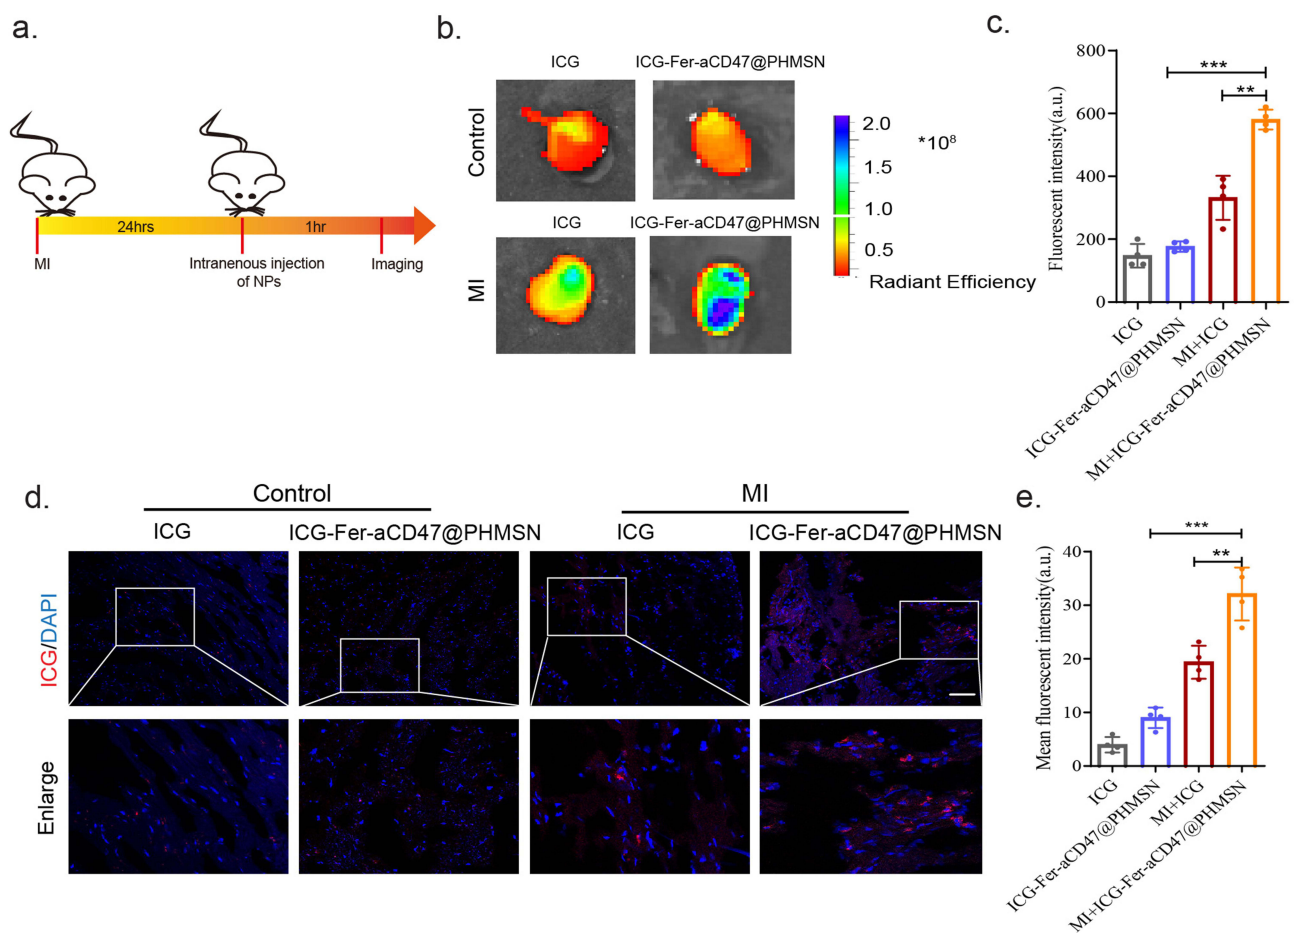 a.
24hrs
1hr
MI
Intranenous injection
of NPs
Imaging
b.
ICG
ICG-Fer-aCD47@PHMSN
Control
ICG
ICG-Fer-aCD47@PHMSN
MI
2.0
1.5
1.0
0.5
*10⁸
Radiant Efficiency
c.
Fluorescent intensity(a.u.)
800
600
400
200
0
***
**
ICG
ICG-Fer-aCD47@PHMSN
MI+ICG
MI+ICG-Fer-aCD47@PHMSN
d.
Control
MI
ICG
ICG-Fer-aCD47@PHMSN
ICG
ICG-Fer-aCD47@PHMSN
ICG/DAPI
Enlarge
e.
Mean fluorescent intensity(a.u.)
40
30
20
10
0
***
**
ICG
ICG-Fer-aCD47@PHMSN
MI+ICG
MI+ICG-Fer-aCD47@PHMSN